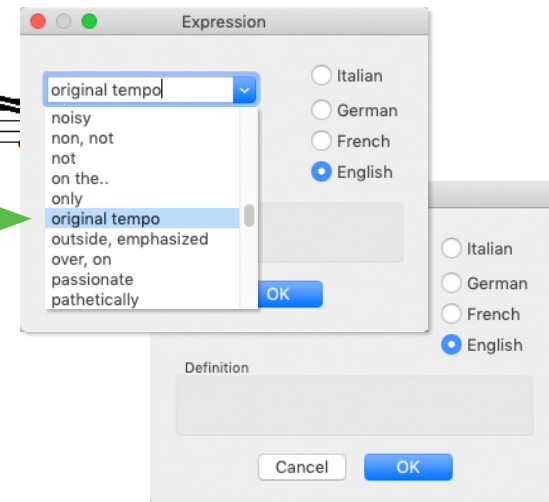 Expression
original tempo
noisy
non, not
not
on the..
only
original tempo
outside, emphasized
over, on
passionate
pathetically
Italian
German
French
English
OK
Italian
German
French
English
Definition
Cancel
OK